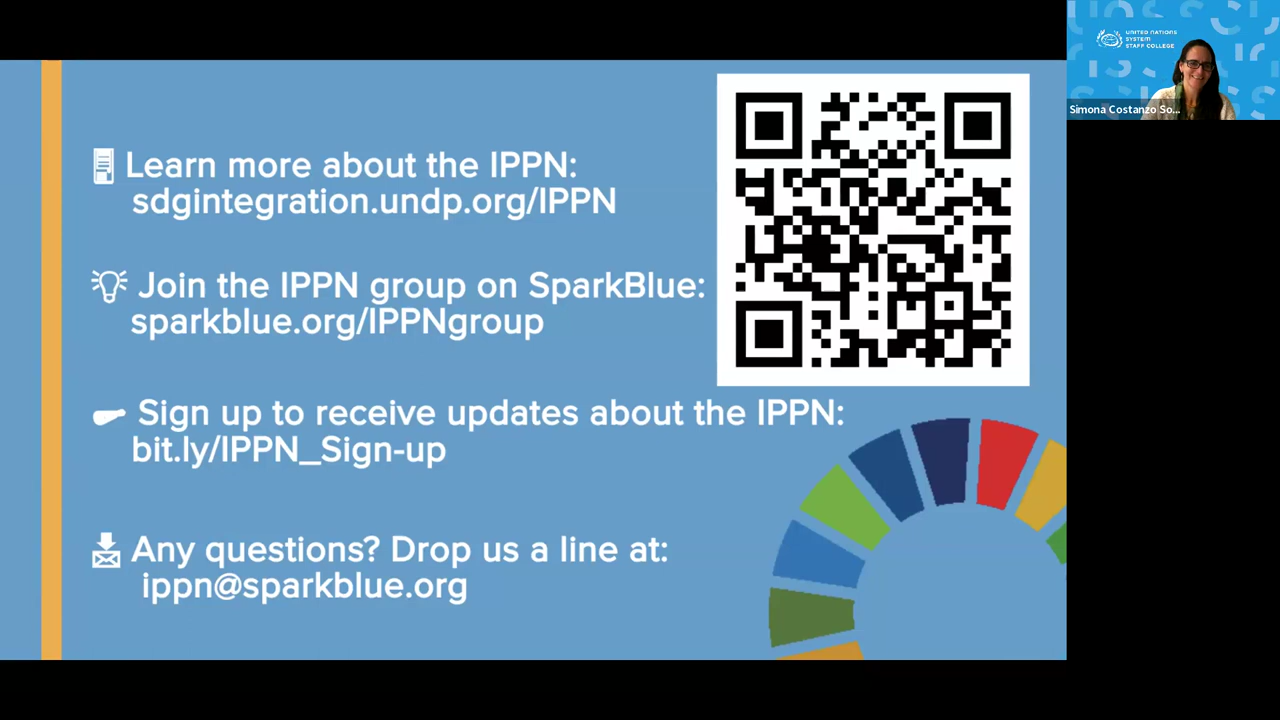 Learn more about the IPPN:
sdgintegration.undp.org/IPPN
Join the IPPN group on SparkBlue:
sparkblue.org/IPPNgroup
Sign up to receive updates about the IPPN:
bit.ly/IPPN_Sign-up
Any questions? Drop us a line at:
ippn@sparkblue.org
UNITED NATIONS
SYSTEM
STAFF COLLEGE
Simona Costanzo So...